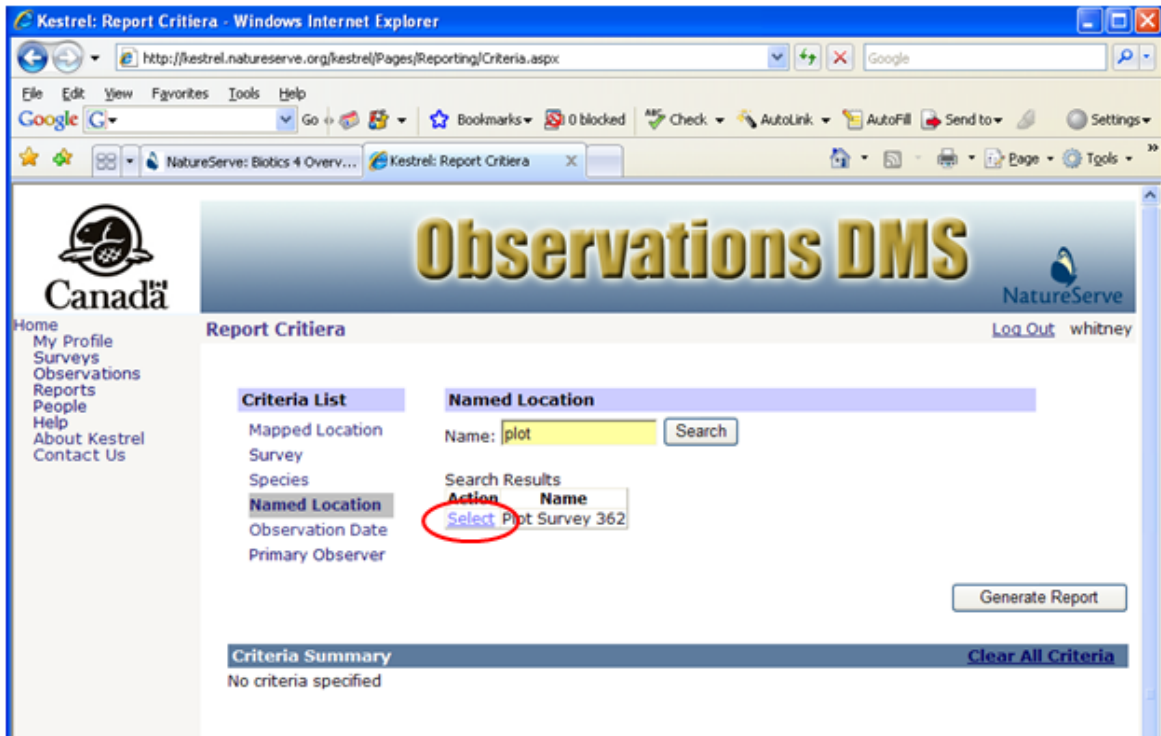 Kestrel: Report Critiera - Windows Internet Explorer
http://kestrel.natureserve.org/kestrel/Pages/Reporting/Criteria.aspx
Google
File Edit View Favorites Tools Help
Google G Go Bookmarks 0 blocked ABC Check AutoLink AutoFill Send to Settings
NatureServe: Biotics 4 Overv... Kestrel: Report Critiera X Page Tools »
Canada
Observations DMS
NatureServe
Home
My Profile
Surveys
Observations
Reports
People
Help
About Kestrel
Contact Us
Report Critiera
Log Out whitney
Criteria List
Mapped Location
Survey
Species
Named Location
Observation Date
Primary Observer
Named Location
Name: plot Search
Search Results
Action Name
Select Plot Survey 362
Generate Report
Criteria Summary Clear All Criteria
No criteria specified